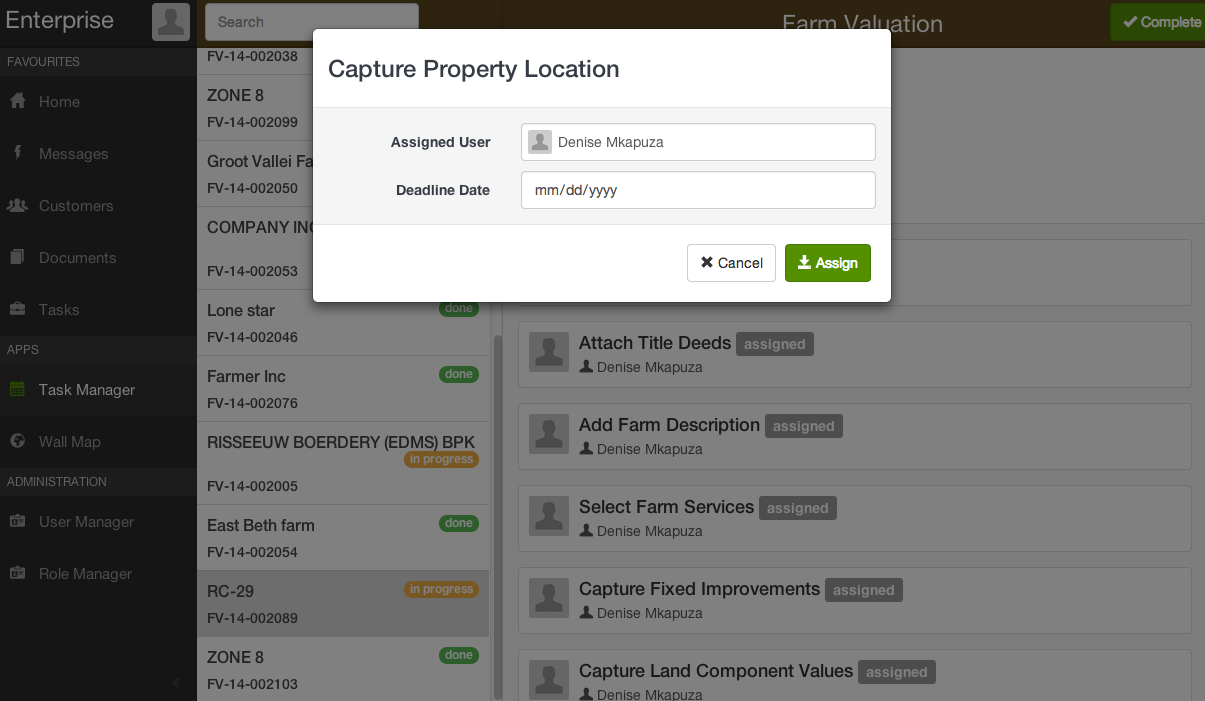 Enterprise
FAVOURITES
Home
Messages
Customers
Documents
Tasks
APPS
Task Manager
Wall Map
ADMINISTRATION
User Manager
Role Manager
Search
FV-14-002038
ZONE 8
FV-14-002099
Groot Vallei Fa
FV-14-002050
COMPANY INC
FV-14-002053
Lone star
done
FV-14-002046
Farmer Inc
done
FV-14-002076
RISSEEUW BOERDERY (EDMS) BPK
in progress
FV-14-002005
East Beth farm
done
FV-14-002054
RC-29
in progress
FV-14-002089
ZONE 8
done
FV-14-002103
Farm Valuation
Complete
Capture Property Location
Assigned User
Denise Mkapuza
Deadline Date
mm/dd/yyyy
Cancel
Assign
Attach Title Deeds assigned
Denise Mkapuza
Add Farm Description assigned
Denise Mkapuza
Select Farm Services assigned
Denise Mkapuza
Capture Fixed Improvements assigned
Denise Mkapuza
Capture Land Component Values assigned
Denise Mkapuza